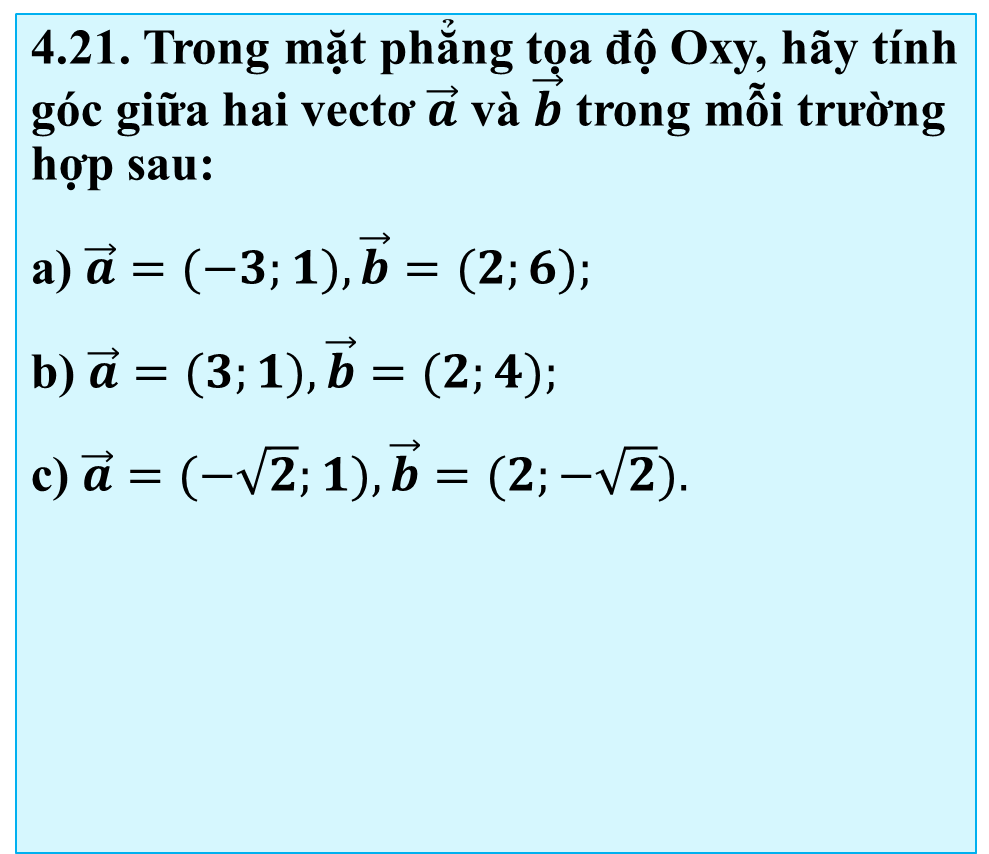 4.21. Trong mặt phẳng tọa độ Oxy, hãy tính
góc giữa hai vectơ $\vec{a}$ và $\vec{b}$ trong mỗi trường
hợp sau:
a) $\vec{a} = (-3; 1), \vec{b} = (2; 6)$;
b) $\vec{a} = (3; 1), \vec{b} = (2; 4)$;
c) $\vec{a} = (-\sqrt{2}; 1), \vec{b} = (2; -\sqrt{2})$.